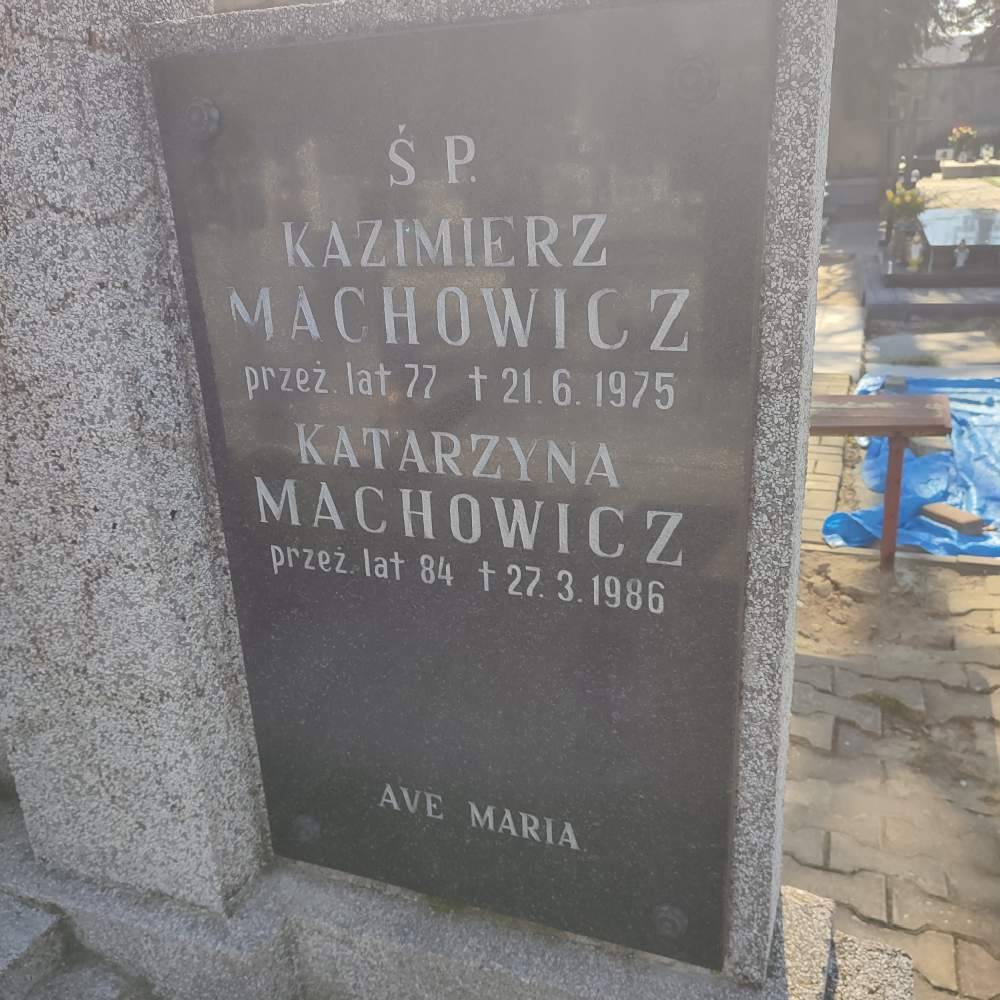 Ś P.
KAZIMIERZ
MACHOWICZ
przeż. lat 77 † 21. 6. 1975
KATARZYNA
MACHOWICZ
przeż. lat 84 † 27. 3. 1986
AVE MARIA